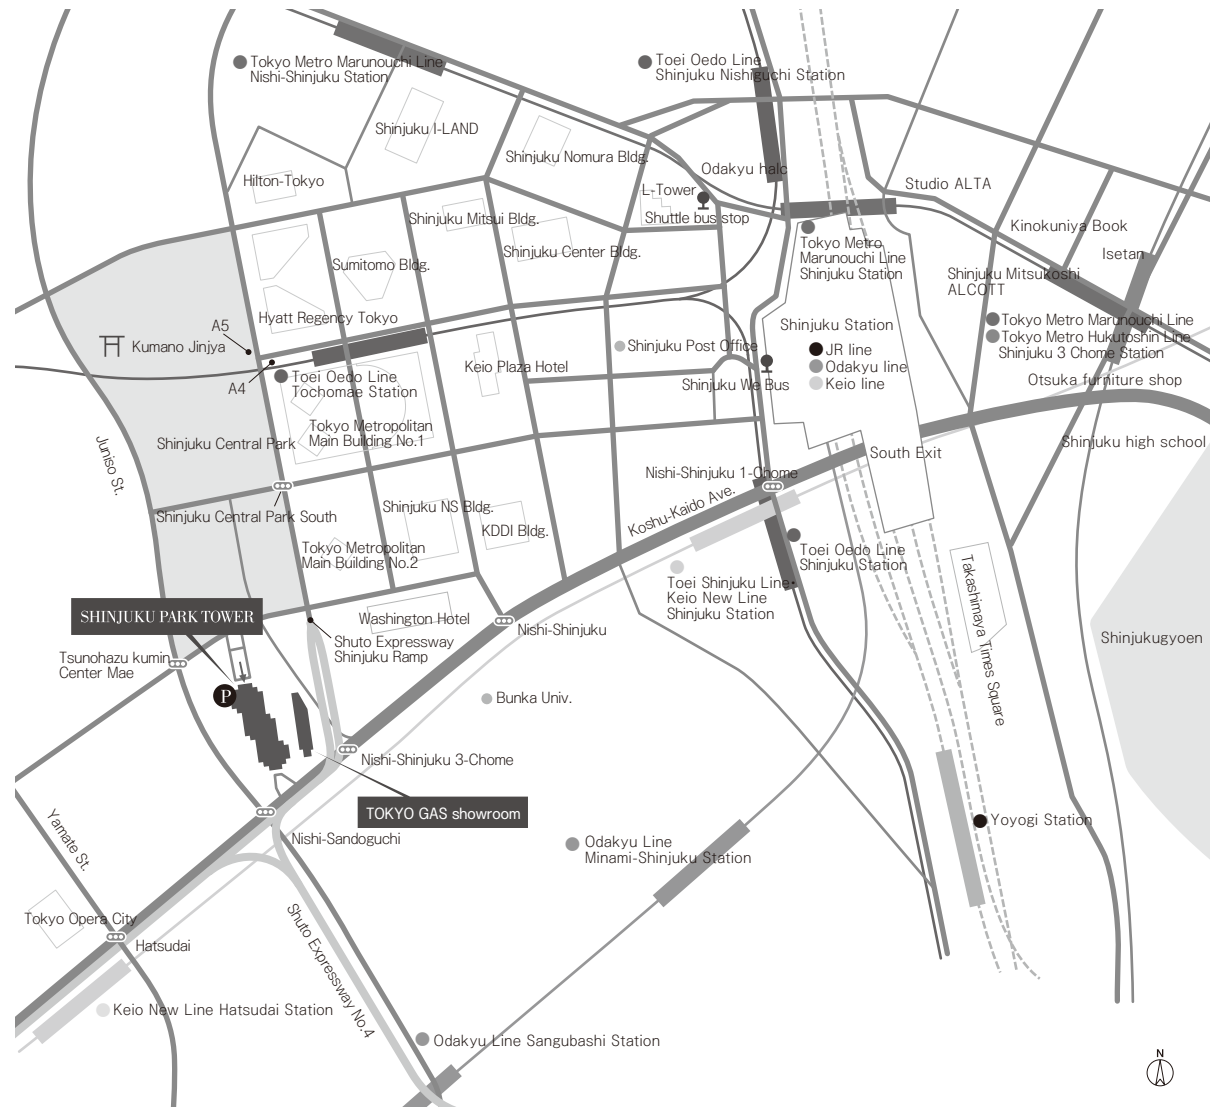 Tokyo Metro Marunouchi Line
Nishi-Shinjuku Station
Toei Oedo Line
Shinjuku Nishiguchi Station
Shinjuku I-LAND
Shinjuku Nomura Bldg.
Odakyu halc
Hilton-Tokyo
L-Tower
Studio ALTA
Shinjuku Mitsui Bldg.
Shuttle bus stop
Kinokuniya Book
Tokyo Metro
Marunouchi Line
Shinjuku Station
Shinjuku Center Bldg.
Isetan
Sumitomo Bldg.
Shinjuku Mitsukoshi
ALCOTT
Hyatt Regency Tokyo
A5
Shinjuku Station
JR line
Odakyu line
Keio line
Tokyo Metro Marunouchi Line
Tokyo Metro Hukutoshin Line
Shinjuku 3 Chome Station
Kumano Jinjya
Shinjuku Post Office
Keio Plaza Hotel
A4
Toei Oedo Line
Tochomae Station
Shinjuku We Bus
Otsuka furniture shop
Tokyo Metropolitan
Main Building No.1
Shinjuku Central Park
Juniso St.
Shinjuku high school
South Exit
Nishi-Shinjuku 1-Chome
Koshu-Kaido Ave.
Shinjuku NS Bldg.
Shinjuku Central Park South
KDDI Bldg.
Tokyo Metropolitan
Main Building No.2
Toei Oedo Line
Shinjuku Station
Toei Shinjuku Line
Keio New Line
Shinjuku Station
Takashimaya Times Square
SHINJUKU PARK TOWER
Washington Hotel
Nishi-Shinjuku
Shuto Expressway
Shinjuku Ramp
Shinjukugyoen
Tsunohazu kumin
Center Mae
P
Bunka Univ.
Nishi-Shinjuku 3-Chome
TOKYO GAS showroom
Yoyogi Station
Yamate St.
Nishi-Sandoguchi
Odakyu Line
Minami-Shinjuku Station
Tokyo Opera City
Hatsudai
Shuto Expressway No.4
Keio New Line Hatsudai Station
Odakyu Line Sangubashi Station
N